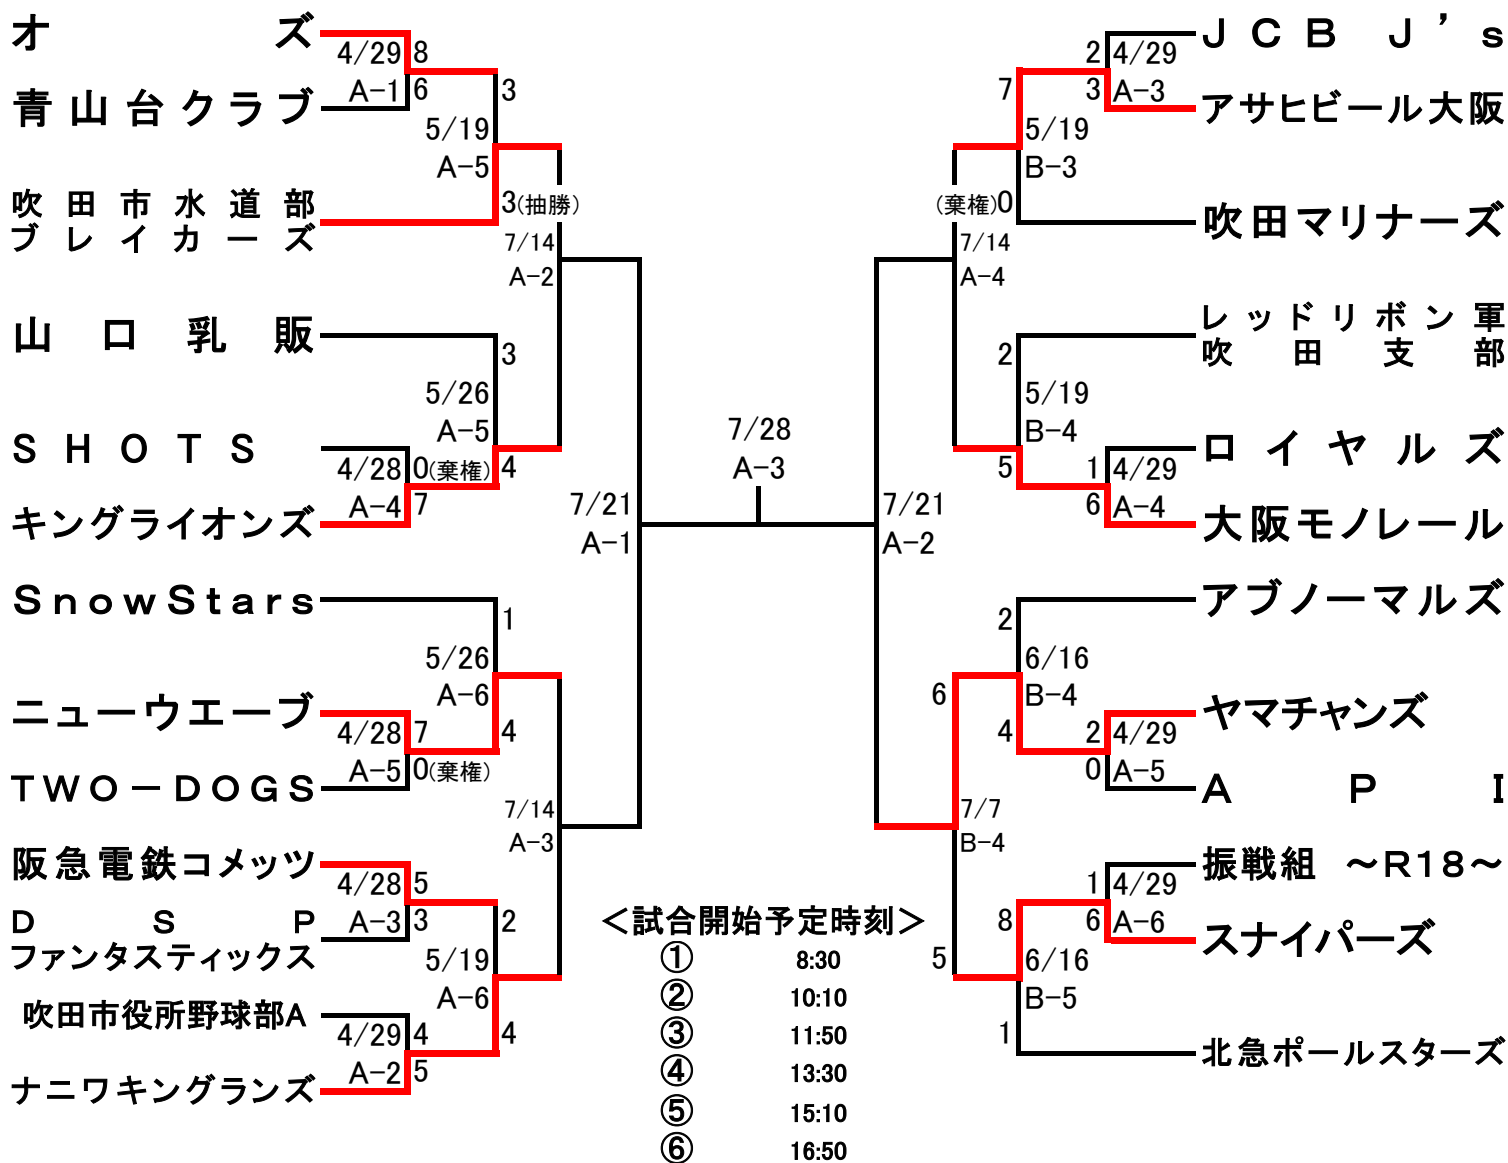 オズ
4/29 8
A-1 6
青山台クラブ
3
5/19
A-5
吹田市水道部
ブレイカーズ
3(抽勝)
7/14
A-2
山口乳販
3
5/26
A-5
SHOTS
4/28 0(棄権) 4
A-4 7
キングライオンズ
7/21
A-1
SnowStars
1
5/26
A-6
ニューウエーブ
4/28 7 4
A-5 0(棄権)
TWO－DOGS
7/14
A-3
阪急電鉄コメッツ
4/28 5
A-3 3 2
DSP
ファンタスティックス
5/19
A-6
吹田市役所野球部A
4/29 4 4
A-2 5
ナニワキングランズ
7/28
A-3
＜試合開始予定時刻＞
① 8:30
② 10:10
③ 11:50
④ 13:30
⑤ 15:10
⑥ 16:50
JCB J’s
2 4/29
3 A-3
アサヒビール大阪
7
5/19
B-3
(棄権)0
吹田マリナーズ
7/14
A-4
レッドリボン軍
吹田支部
2
5/19
B-4
ロイヤルズ
5 1 4/29
6 A-4
大阪モノレール
7/21
A-2
アブノーマルズ
2
6/16
B-4
6
ヤマチャンズ
4 2 4/29
0 A-5
API
7/7
B-4
振戦組 ～R18～
1 4/29
8 6 A-6
スナイパーズ
5 6/16
B-5
1
北急ポールスターズ